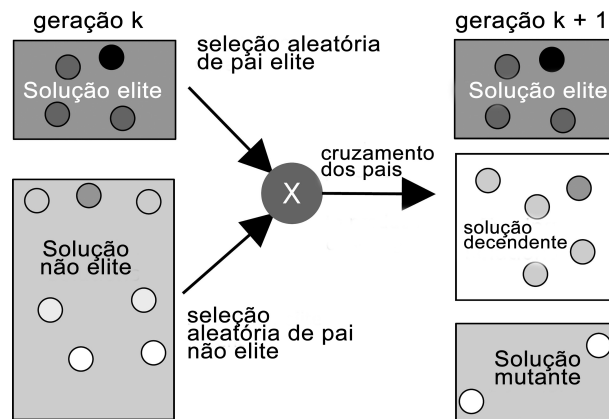 geração k
Solução elite
Solução
não elite
seleção aleatória
de pai elite
X
cruzamento
dos pais
seleção
aleatória de pai
não elite
geração k + 1
Solução elite
solução
decendente
Solução
mutante